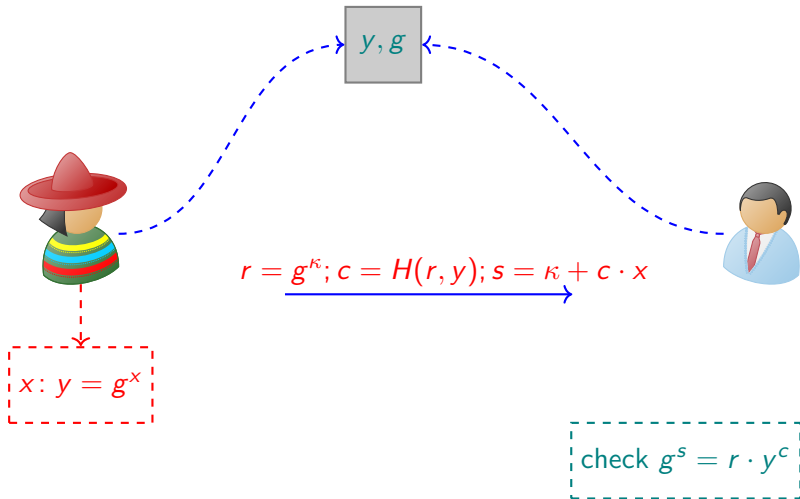 y, g
r = g^κ; c = H(r, y); s = κ + c · x
x: y = g^x
check g^s = r · y^c